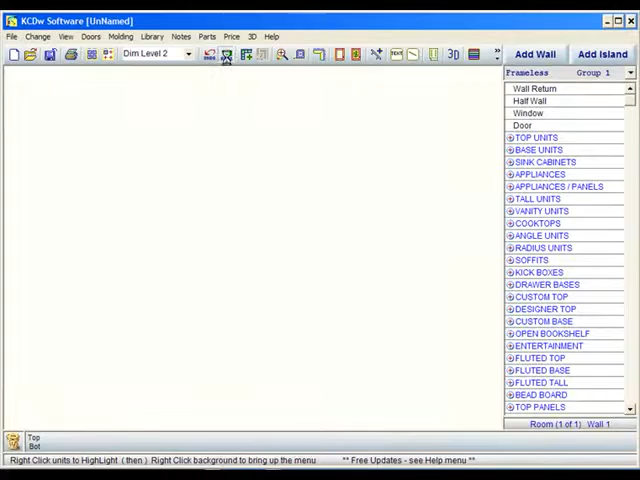 KCDw Software [UnNamed]
File Change View Doors Molding Library Notes Parts Price 3D Help
Dim Level 2 TEXT 3D Add Wall Add Island
Frameless Group 1
Wall Return
Half Wall
Window
Door
TOP UNITS
BASE UNITS
SINK CABINETS
APPLIANCES
APPLIANCES / PANELS
TALL UNITS
VANITY UNITS
COOKTOPS
ANGLE UNITS
RADIUS UNITS
SOFFITS
KICK BOXES
DRAWER BASES
CUSTOM TOP
DESIGNER TOP
CUSTOM BASE
OPEN BOOKSHELF
ENTERTAINMENT
FLUTED TOP
FLUTED BASE
FLUTED TALL
BEAD BOARD
TOP PANELS
Room (1 of 1) Wall 1
Top
Bot
Right Click units to HighLight ( then ) Right Click background to bring up the menu ** Free Updates - see Help menu **